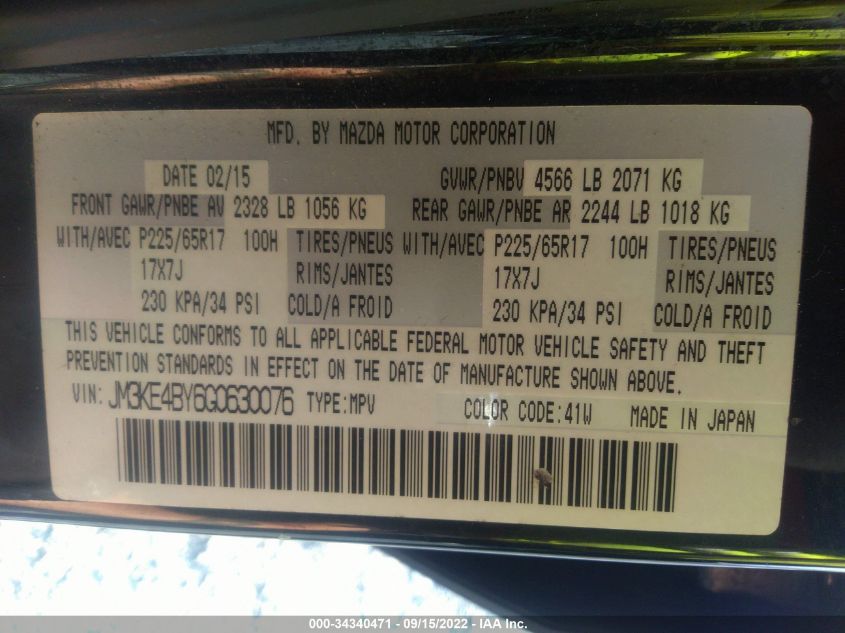 MFD. BY MAZDA MOTOR CORPORATION
DATE 02/15 GVWR/PNBV 4566 LB 2071 KG
FRONT GAWR/PNBE AV 2328 LB 1056 KG REAR GAWR/PNBE AR 2244 LB 1018 KG
WITH/AVEC P225/65R17 100H TIRES/PNEUS WITH/AVEC P225/65R17 100H TIRES/PNEUS
17X7J RIMS/JANTES 17X7J RIMS/JANTES
230 KPA/34 PSI COLD/A FROID 230 KPA/34 PSI COLD/A FROID
THIS VEHICLE CONFORMS TO ALL APPLICABLE FEDERAL MOTOR VEHICLE SAFETY AND THEFT
PREVENTION STANDARDS IN EFFECT ON THE DATE OF MANUFACTURE SHOWN ABOVE.
VIN: JM3KE4BY6G0630076 TYPE:MPV COLOR CODE:41W MADE IN JAPAN
000-34340471 - 09/15/2022 - IAA Inc.